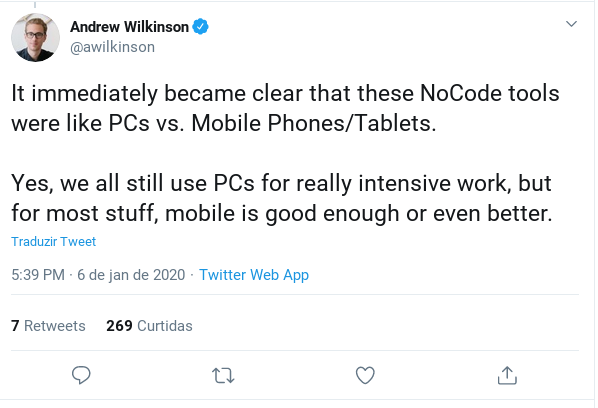 Andrew Wilkinson
@awilkinson
It immediately became clear that these NoCode tools
were like PCs vs. Mobile Phones/Tablets.
Yes, we all still use PCs for really intensive work, but
for most stuff, mobile is good enough or even better.
Traduzir Tweet
5:39 PM · 6 de jan de 2020 · Twitter Web App
7 Retweets 269 Curtidas